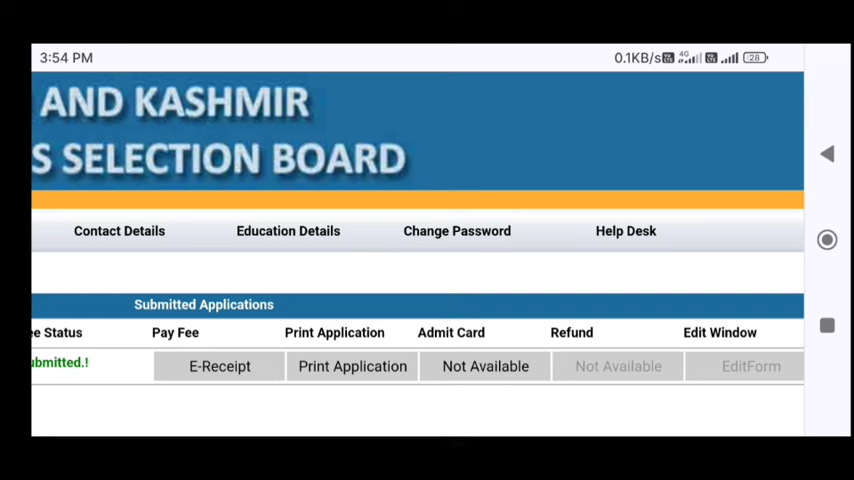 3:54 PM 0.1KB/s 4G 28
AND KASHMIR
S SELECTION BOARD
Contact Details Education Details Change Password Help Desk
Submitted Applications
ee Status Pay Fee Print Application Admit Card Refund Edit Window
ubmitted.! E-Receipt Print Application Not Available Not Available EditForm